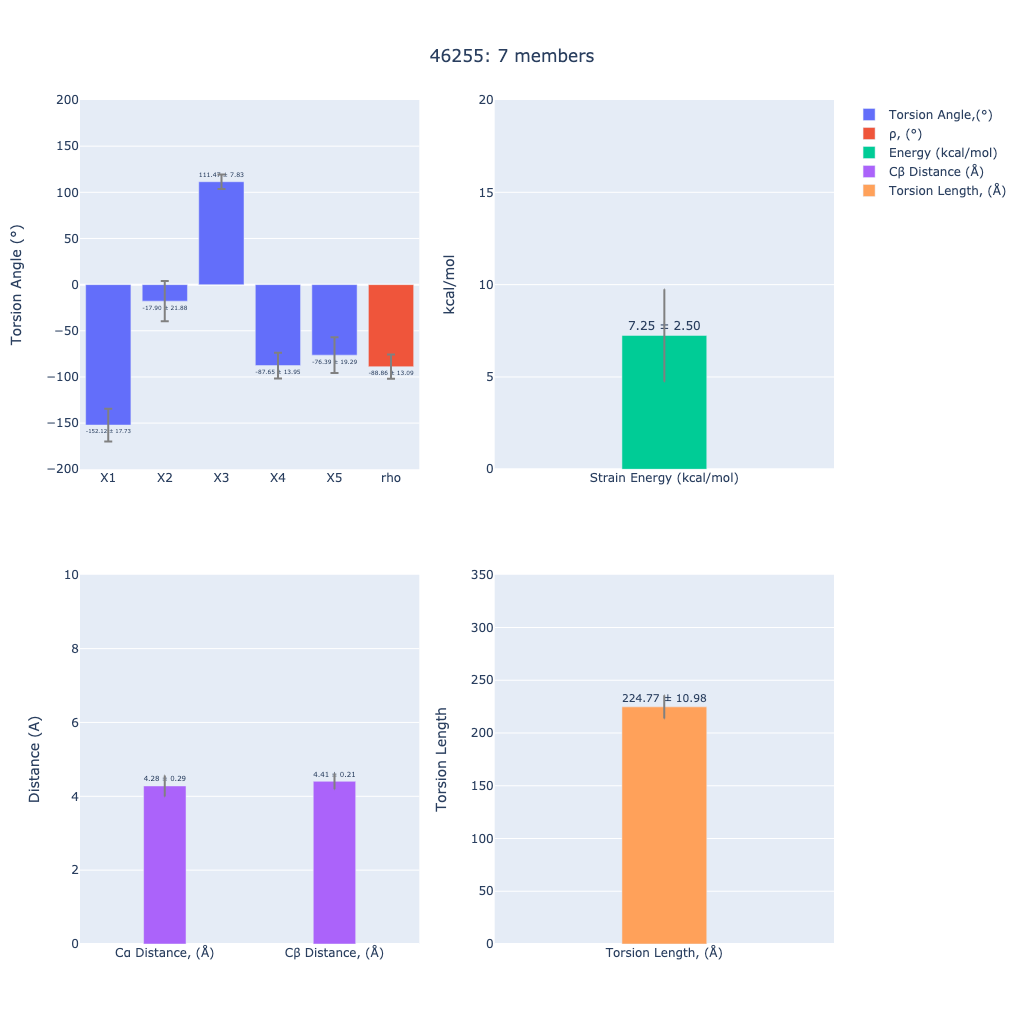 46255: 7 members
Torsion Angle (°)
200
150
100
50
0
−50
−100
−150
−200
111.47 ± 7.83
-17.90 ± 21.88
-87.65 ± 13.95
-76.39 ± 19.29
-88.86 ± 13.09
-152.12 ± 17.73
X1 X2 X3 X4 X5 rho
kcal/mol
20
15
10
5
0
7.25 ± 2.50
Strain Energy (kcal/mol)
Torsion Angle,(°)
ρ, (°)
Energy (kcal/mol)
Cβ Distance (Å)
Torsion Length, (Å)
Distance (A)
10
8
6
4
2
0
4.28 ± 0.29
4.41 ± 0.21
Cα Distance, (Å) Cβ Distance, (Å)
Torsion Length
350
300
250
200
150
100
50
0
224.77 ± 10.98
Torsion Length, (Å)